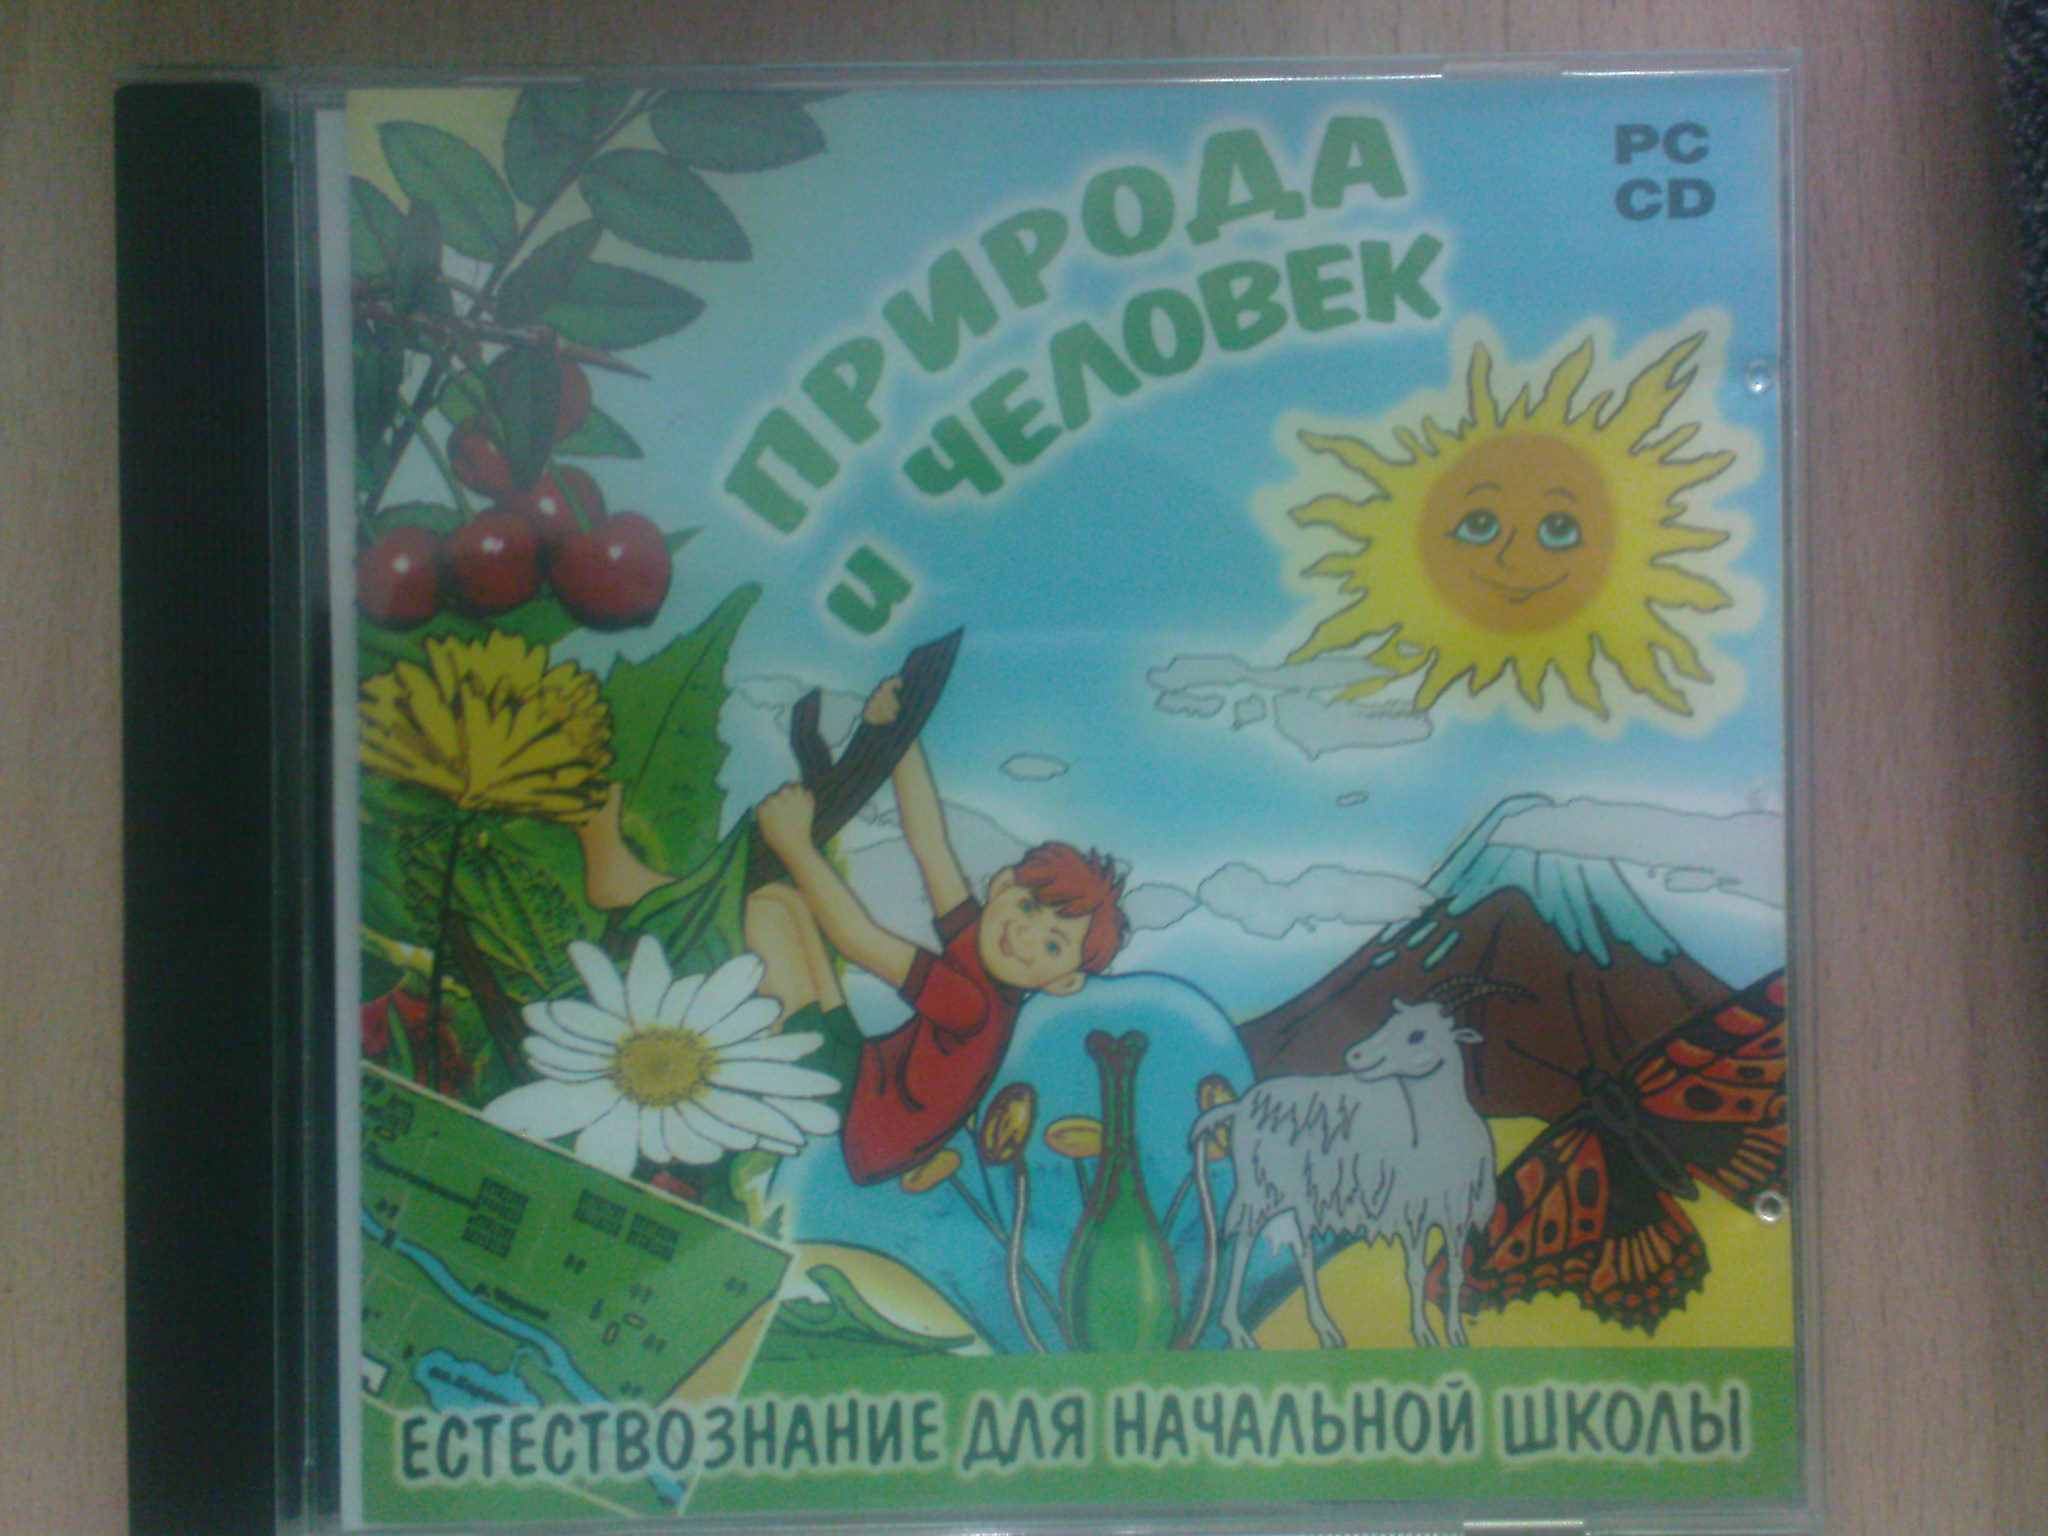 PC
CD
ПРИРОДА
и
ЧЕЛОВЕК
ЕСТЕСТВОЗНАНИЕ ДЛЯ НАЧАЛЬНОЙ ШКОЛЫ